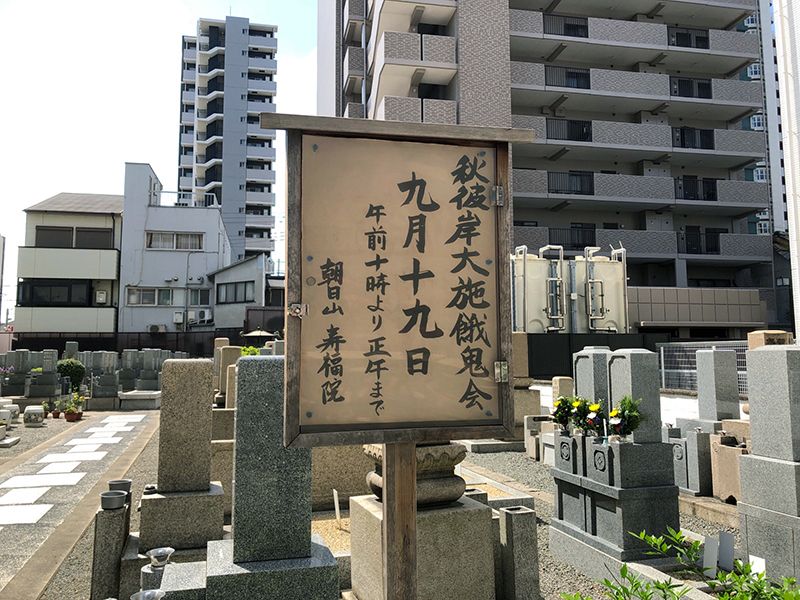 秋彼岸大施餓鬼会、
九月十九日
午前十時より正午まで
朝日山 寿福院